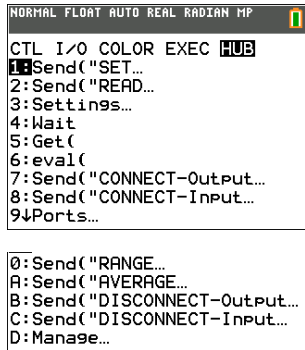 NORMAL FLOAT AUTO REAL RADIAN MP
CTL I/O COLOR EXEC HUB
1:Send("SET…
2:Send("READ…
3:Settings…
4:Wait
5:Get(
6:eval(
7:Send("CONNECT-Output…
8:Send("CONNECT-Input…
9↓Ports…
0:Send("RANGE…
A:Send("AVERAGE…
B:Send("DISCONNECT-Output…
C:Send("DISCONNECT-Input…
D:Manage…